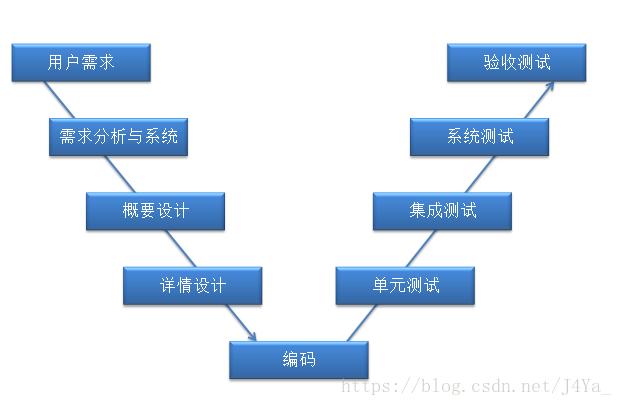 用户需求
验收测试
需求分析与系统
系统测试
概要设计
集成测试
详情设计
单元测试
编码
https://blog.csdn.net/J4Ya_